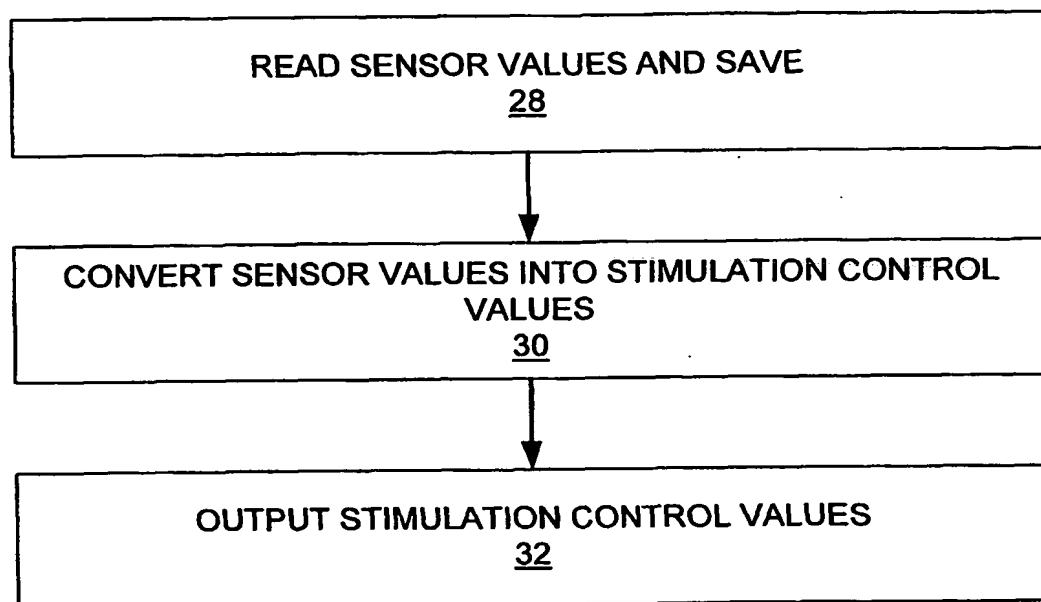 READ SENSOR VALUES AND SAVE
28
CONVERT SENSOR VALUES INTO STIMULATION CONTROL
VALUES
30
OUTPUT STIMULATION CONTROL VALUES
32